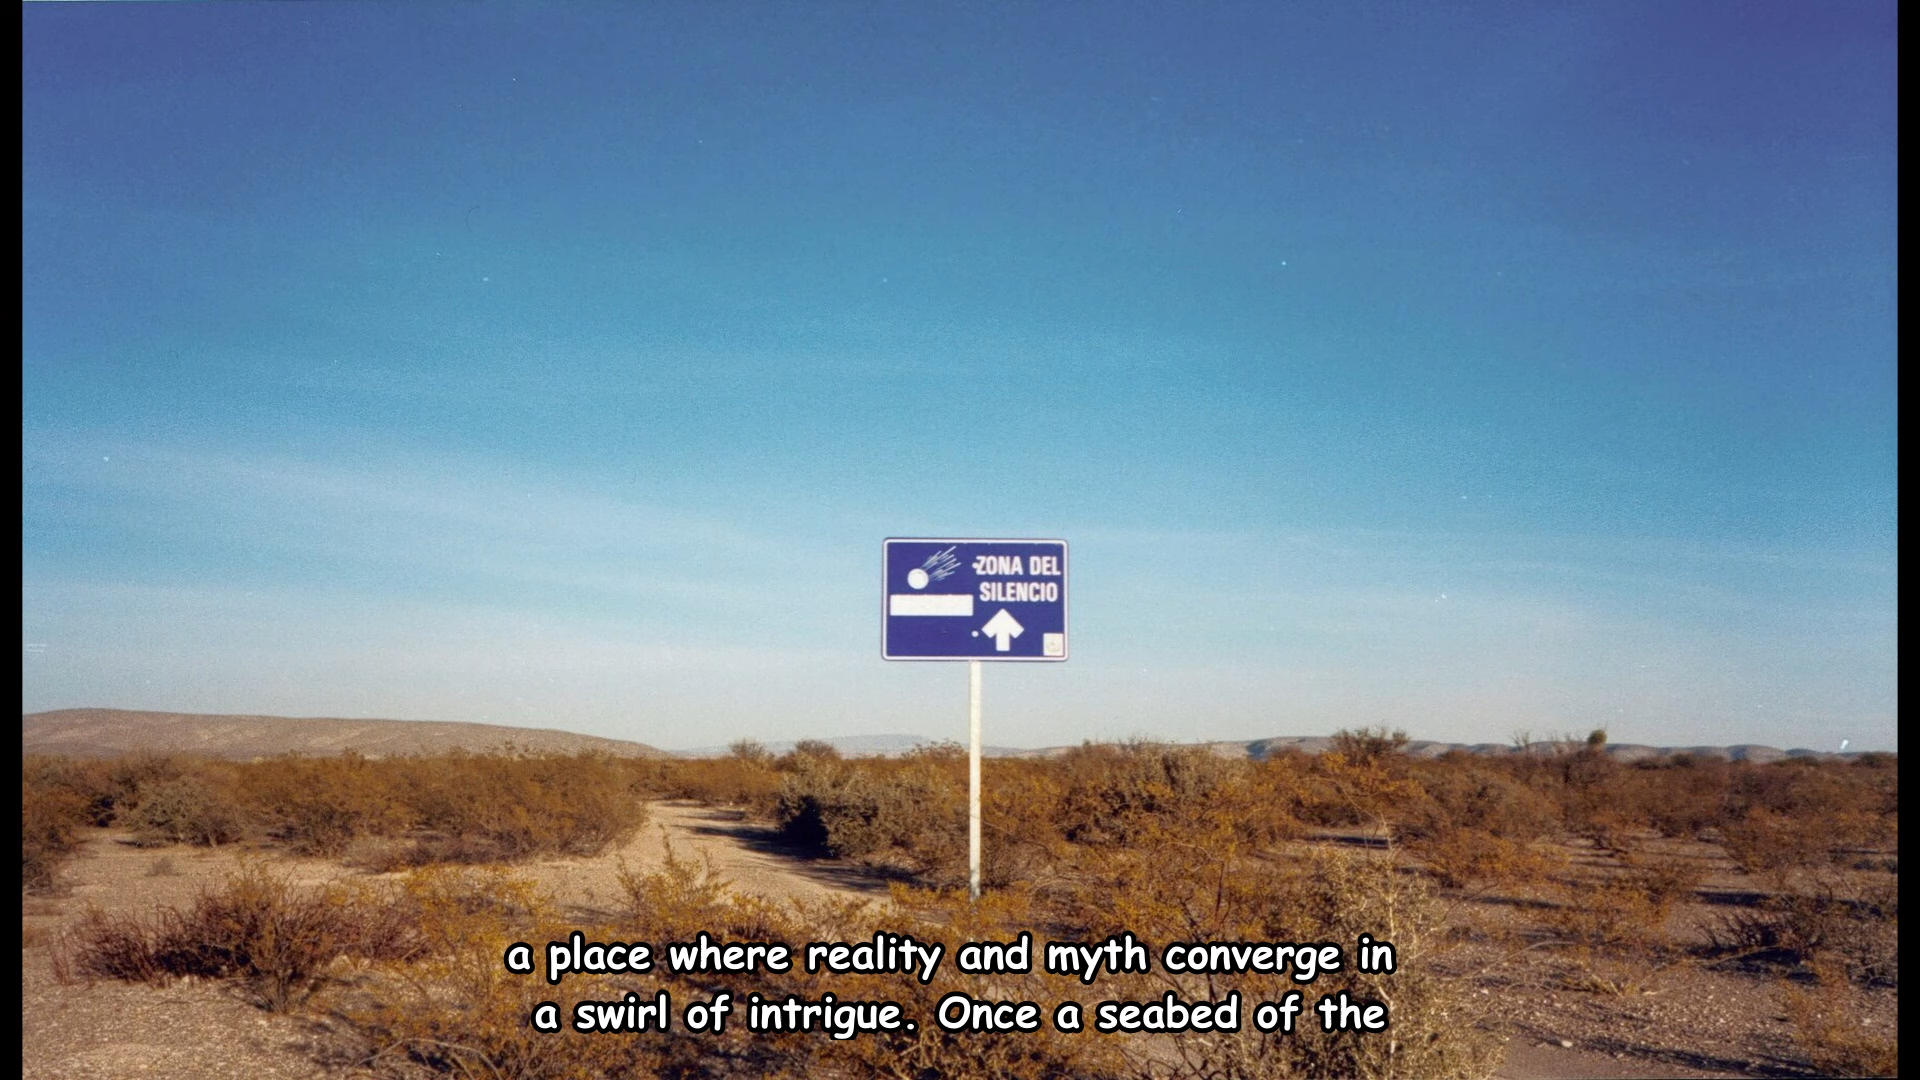 ZONA DEL
SILENCIO
a place where reality and myth converge in
a swirl of intrigue. Once a seabed of the